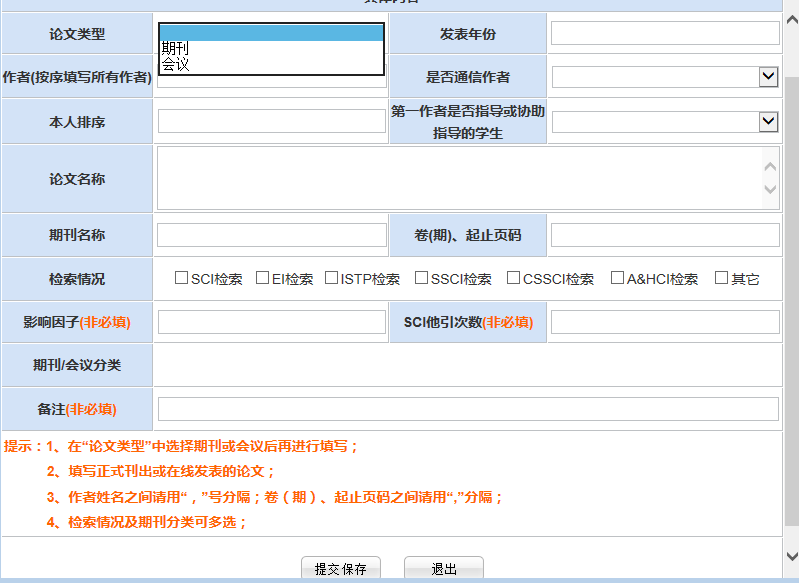 论文类型
期刊
会议
发表年份
作者(按序填写所有作者)
是否通信作者
本人排序
第一作者是否指导或协助
指导的学生
论文名称
期刊名称
卷(期)、起止页码
检索情况
SCI检索 EI检索 ISTP检索 SSCI检索 CSSCI检索 A&HCI检索 其它
影响因子(非必填)
SCI他引次数(非必填)
期刊/会议分类
备注(非必填)
提示：1、在“论文类型”中选择期刊或会议后再进行填写；
2、填写正式刊出或在线发表的论文；
3、作者姓名之间请用“，”号分隔；卷（期）、起止页码之间请用“,”分隔；
4、检索情况及期刊分类可多选；
提交保存 退出